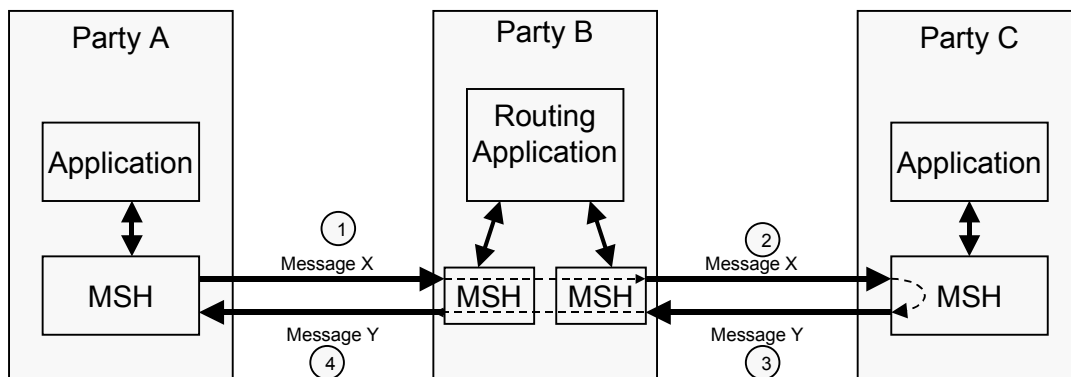 Party A
Party B
Party C
Routing
Application
Application
Application
1
Message X
2
Message X
MSH
MSH
MSH
MSH
Message Y
4
Message Y
3